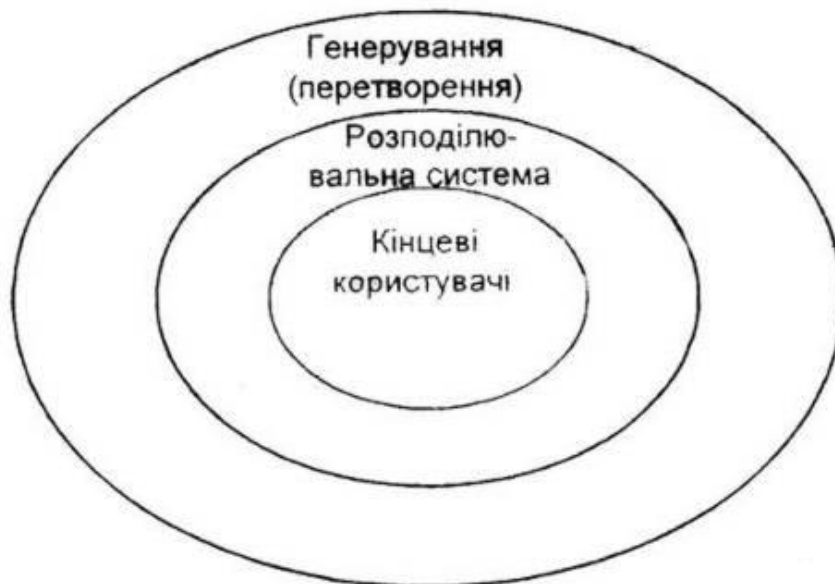 Генерування
(перетворення)
Розподілю-
вальна система
Кінцеві
користувачі